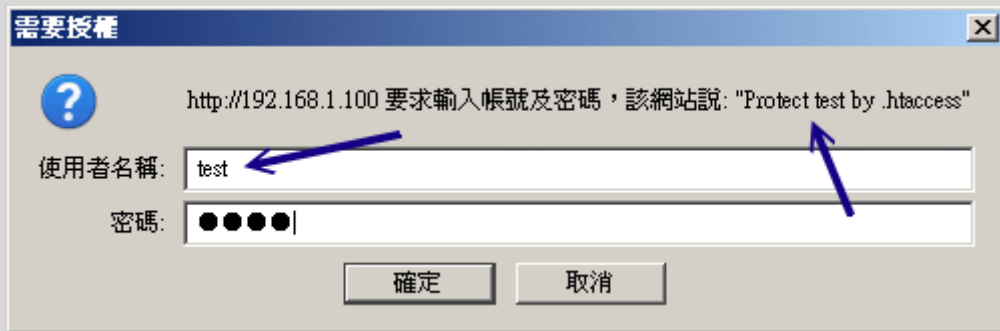 需要授權
http://192.168.1.100 要求輸入帳號及密碼，該網站說: "Protect test by .htaccess"
使用者名稱: test
密碼: ●●●●
確定 取消